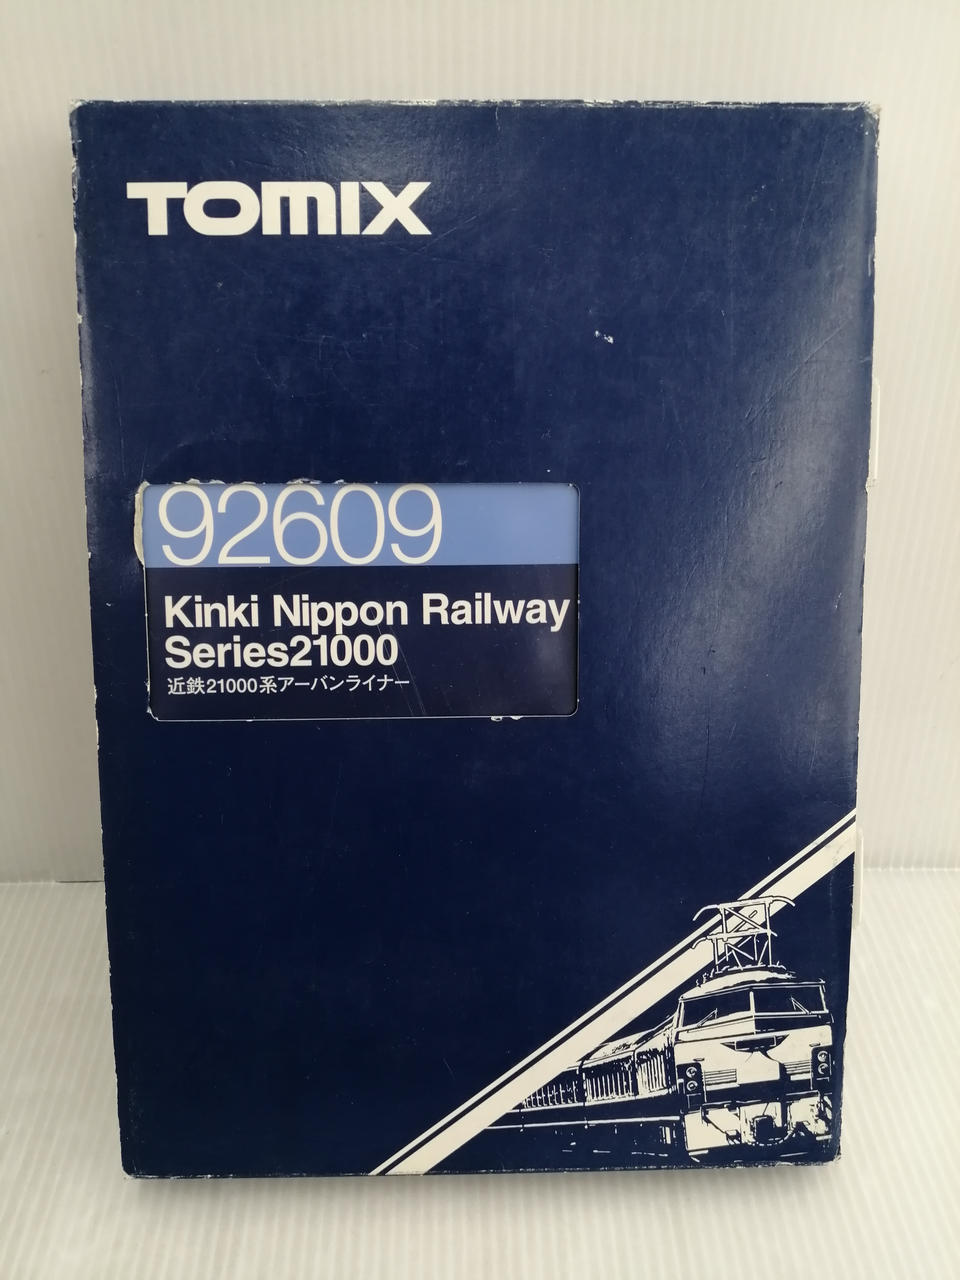 TOMIX
92609
Kinki Nippon Railway
Series21000
近鉄21000系アーバンライナー